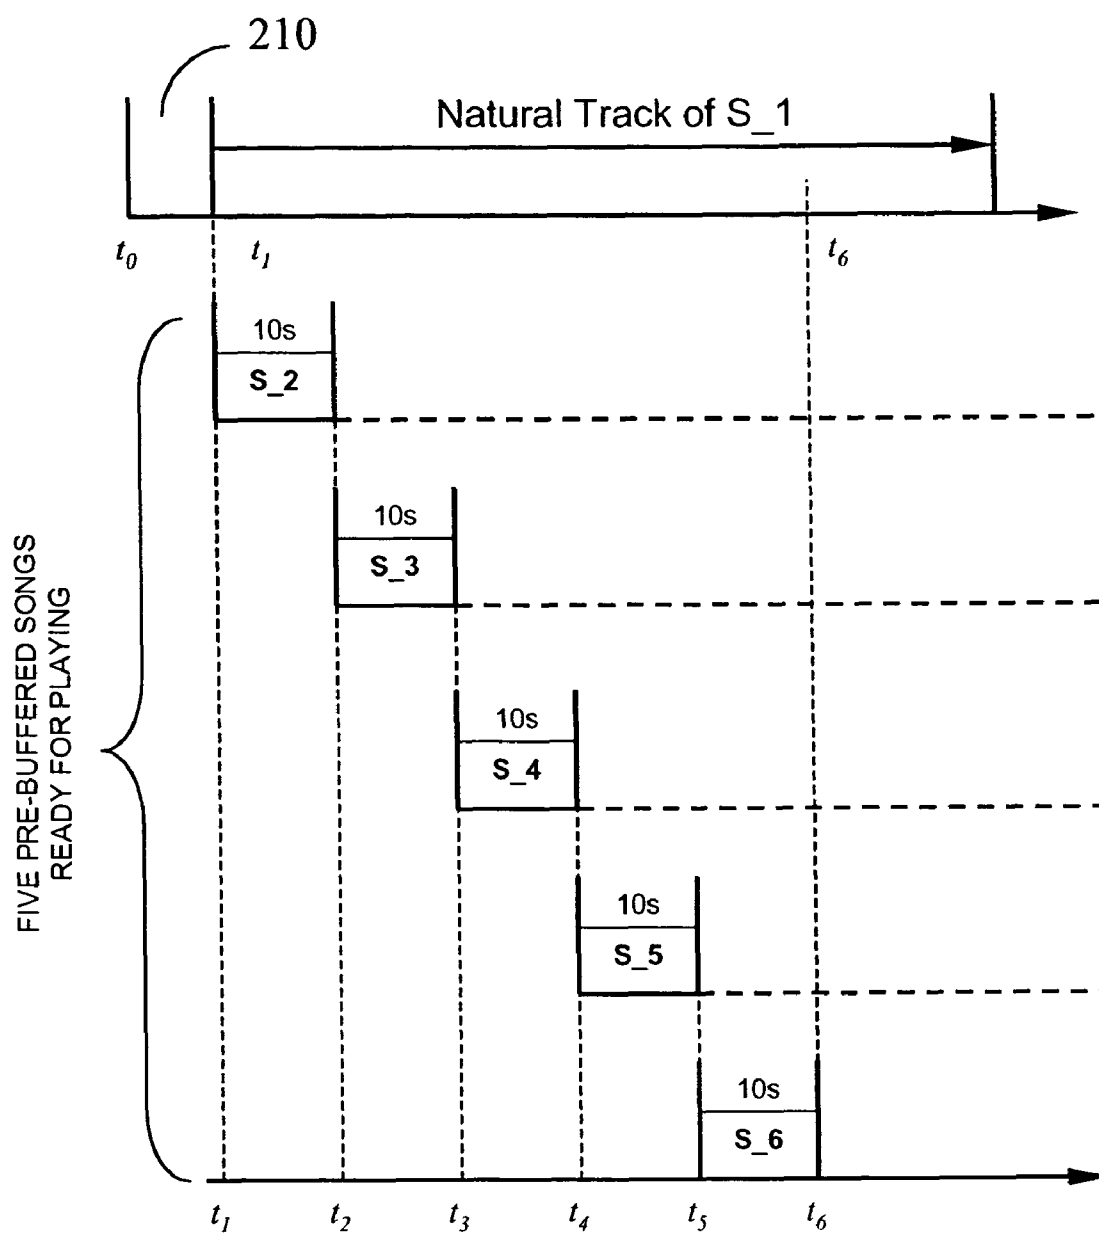 210
Natural Track of S_1
t0 t1 t6
10s
S_2
10s
S_3
10s
S_4
10s
S_5
10s
S_6
FIVE PRE-BUFFERED SONGS
READY FOR PLAYING
t1 t2 t3 t4 t5 t6